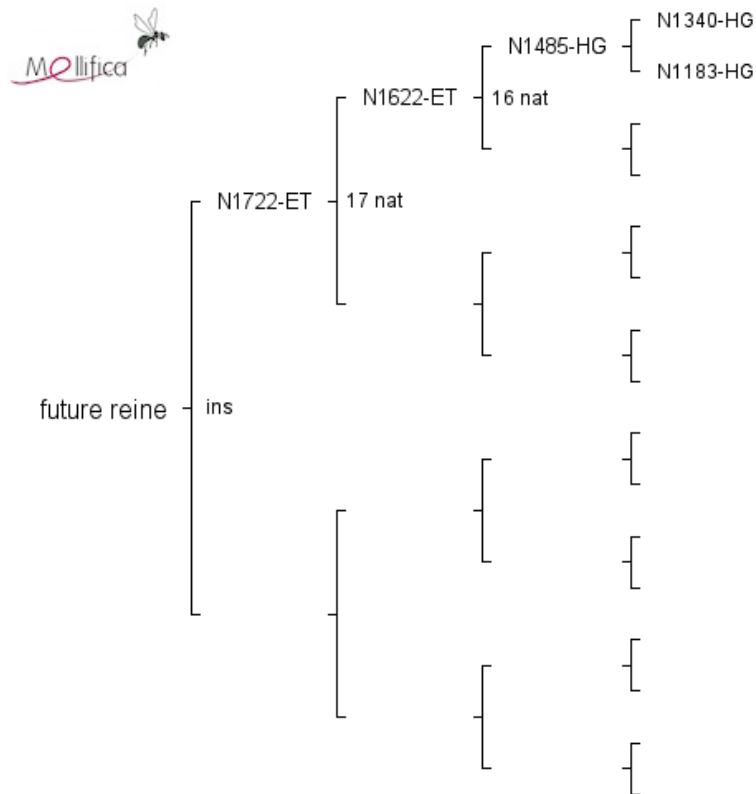 Mellifica
N1340-HG
N1485-HG
N1183-HG
N1622-ET
16 nat
N1722-ET
17 nat
future reine
ins